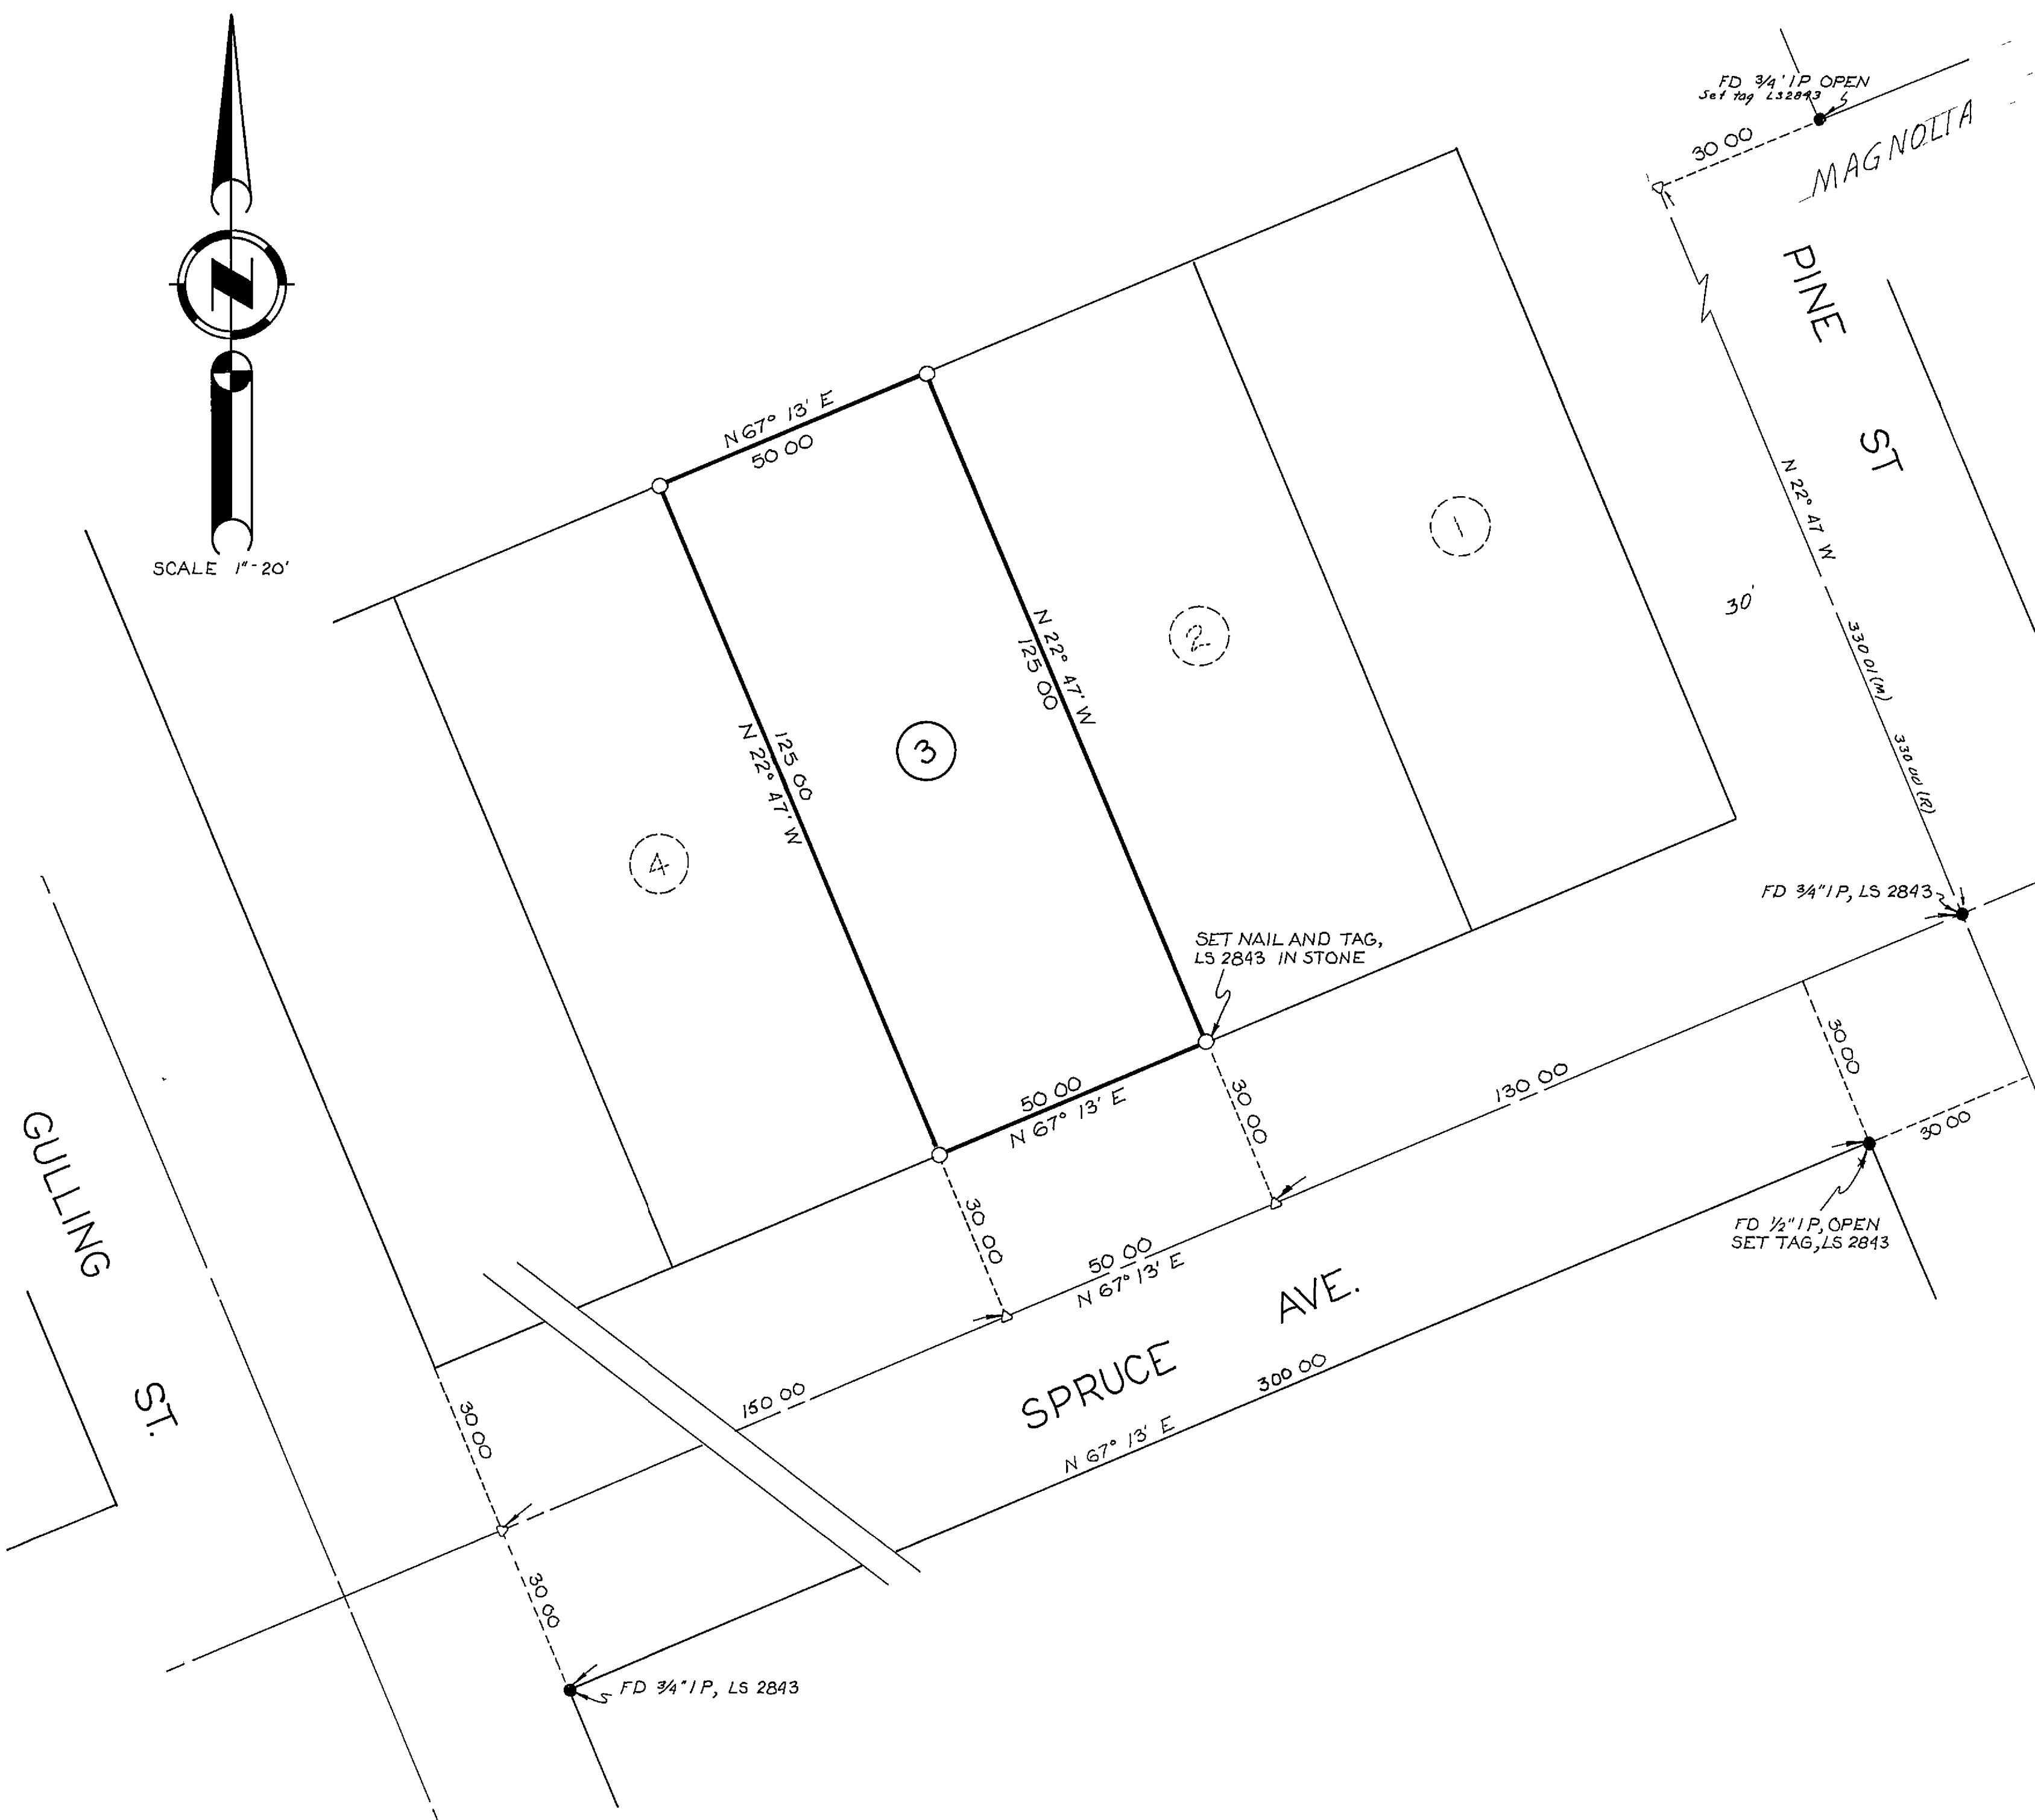 FD 3/4' IP OPEN
Set tag LS2843
30 00
MAGNOLIA
PINE ST
N
SCALE 1"-20'
N 67° 13' E
50 00
1
N 22° 47 W
330 01 (M)
330 00 (R)
30'
2
N 22° 47' W
125 00
3
125 00
N 22° 47' W
4
FD 3/4" IP, LS 2843
SET NAIL AND TAG,
LS 2843 IN STONE
30 00
130 00
50 00
N 67° 13' E
30 00
30 00
GULLING ST.
30 00
FD 1/2" IP, OPEN
SET TAG, LS 2843
50 00
N 67° 13' E
SPRUCE AVE.
300 00
N 67° 13' E
150 00
30 00
30 00
FD 3/4" IP, LS 2843